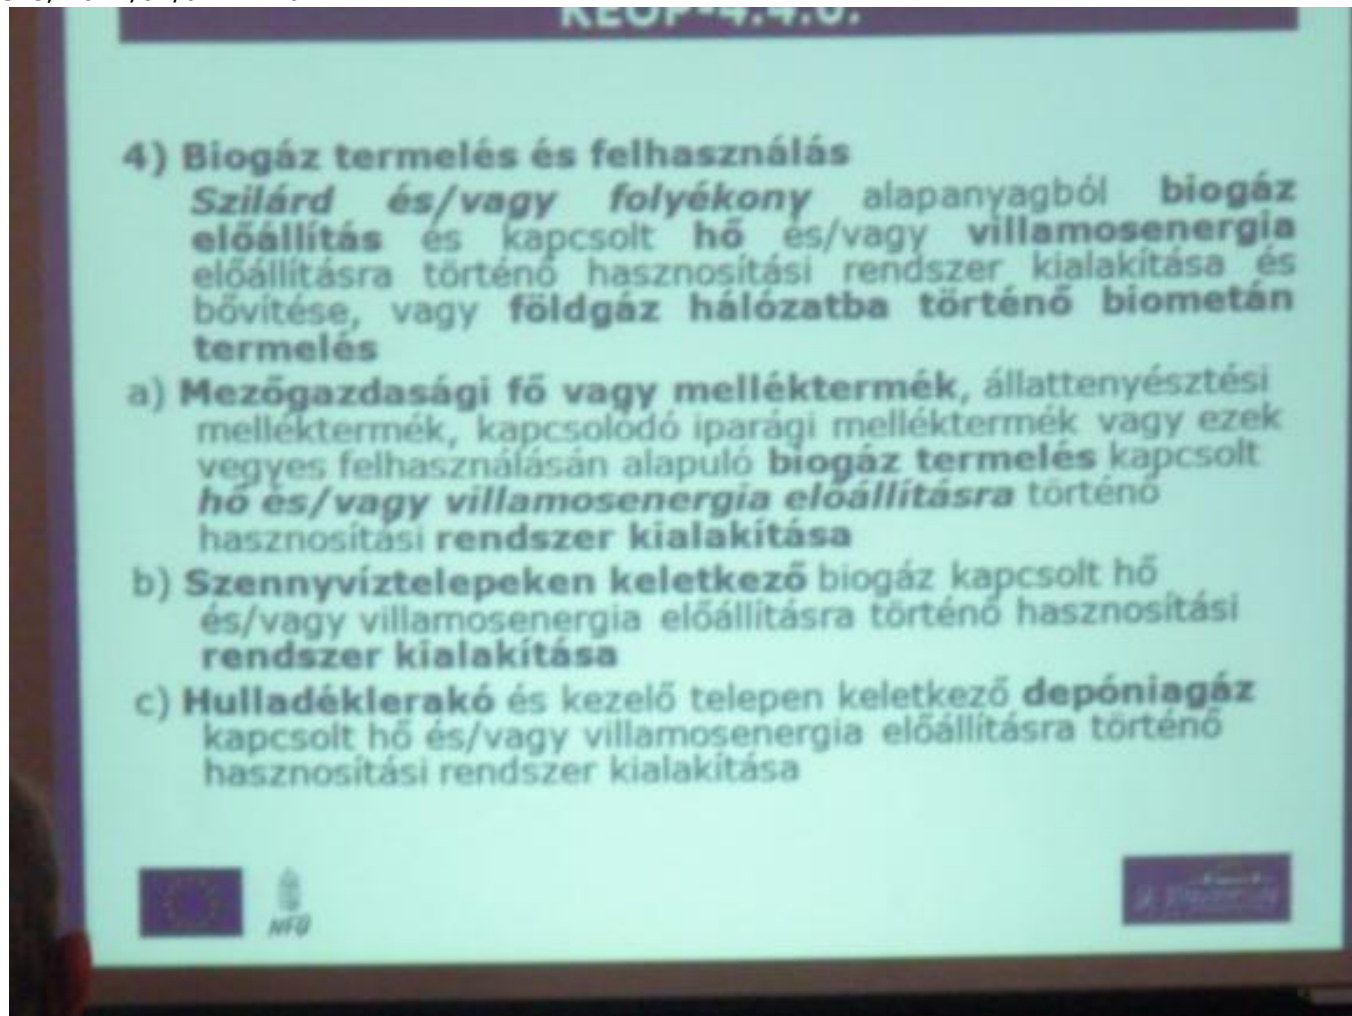 KEOP-4.4.0.
4) Biogáz termelés és felhasználás
Szilárd és/vagy folyékony alapanyagból biogáz
előállítás és kapcsolt hő és/vagy villamosenergia
előállításra történő hasznosítási rendszer kialakítása és
bővítése, vagy földgáz hálózatba történő biometán
termelés
a) Mezőgazdasági fő vagy melléktermék, állattenyésztési
melléktermék, kapcsolódó iparági melléktermék vagy ezek
vegyes felhasználásán alapuló biogáz termelés kapcsolt
hő és/vagy villamosenergia előállításra történő
hasznosítási rendszer kialakítása
b) Szennyvíztelepeken keletkező biogáz kapcsolt hő
és/vagy villamosenergia előállításra történő hasznosítási
rendszer kialakítása
c) Hulladéklerakó és kezelő telepen keletkező depóniagáz
kapcsolt hő és/vagy villamosenergia előállításra történő
hasznosítási rendszer kialakítása
NFÜ